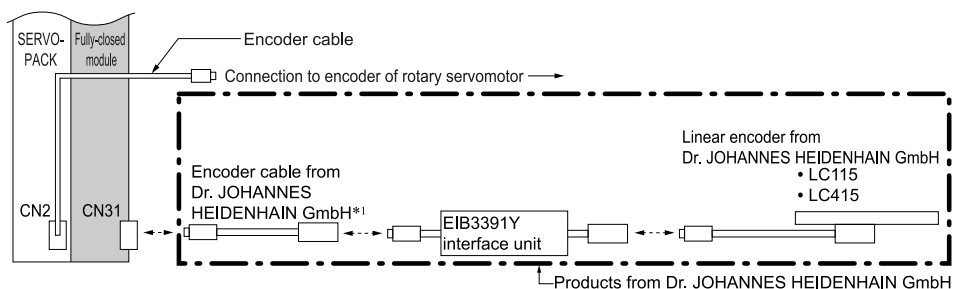 SERVO-
PACK
Fully-closed
module
Encoder cable
Connection to encoder of rotary servomotor
Linear encoder from
Dr. JOHANNES HEIDENHAIN GmbH
• LC115
• LC415
Encoder cable from
Dr. JOHANNES
HEIDENHAIN GmbH*1
CN2
CN31
EIB3391Y
interface unit
Products from Dr. JOHANNES HEIDENHAIN GmbH